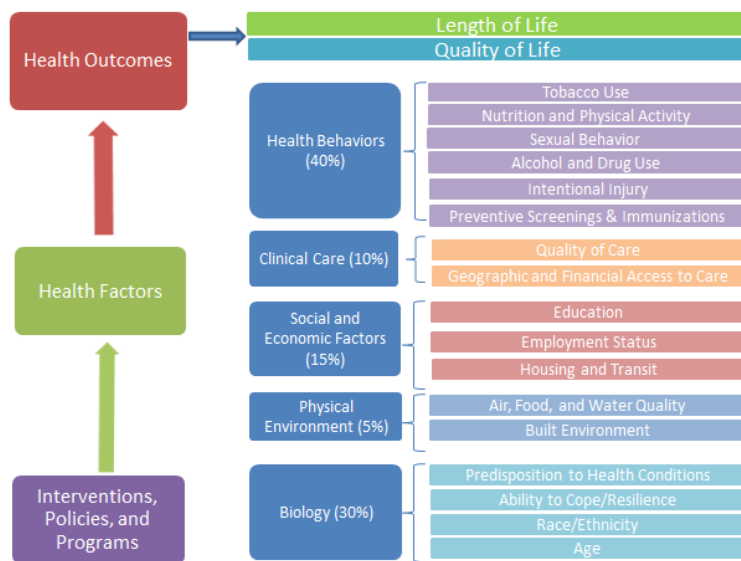 Health Outcomes
Length of Life
Quality of Life
Health Factors
Interventions,
Policies, and
Programs
Health Behaviors
(40%)
Tobacco Use
Nutrition and Physical Activity
Sexual Behavior
Alcohol and Drug Use
Intentional Injury
Preventive Screenings & Immunizations
Clinical Care (10%)
Quality of Care
Geographic and Financial Access to Care
Social and
Economic Factors
(15%)
Education
Employment Status
Housing and Transit
Physical
Environment (5%)
Air, Food, and Water Quality
Built Environment
Biology (30%)
Predisposition to Health Conditions
Ability to Cope/Resilience
Race/Ethnicity
Age